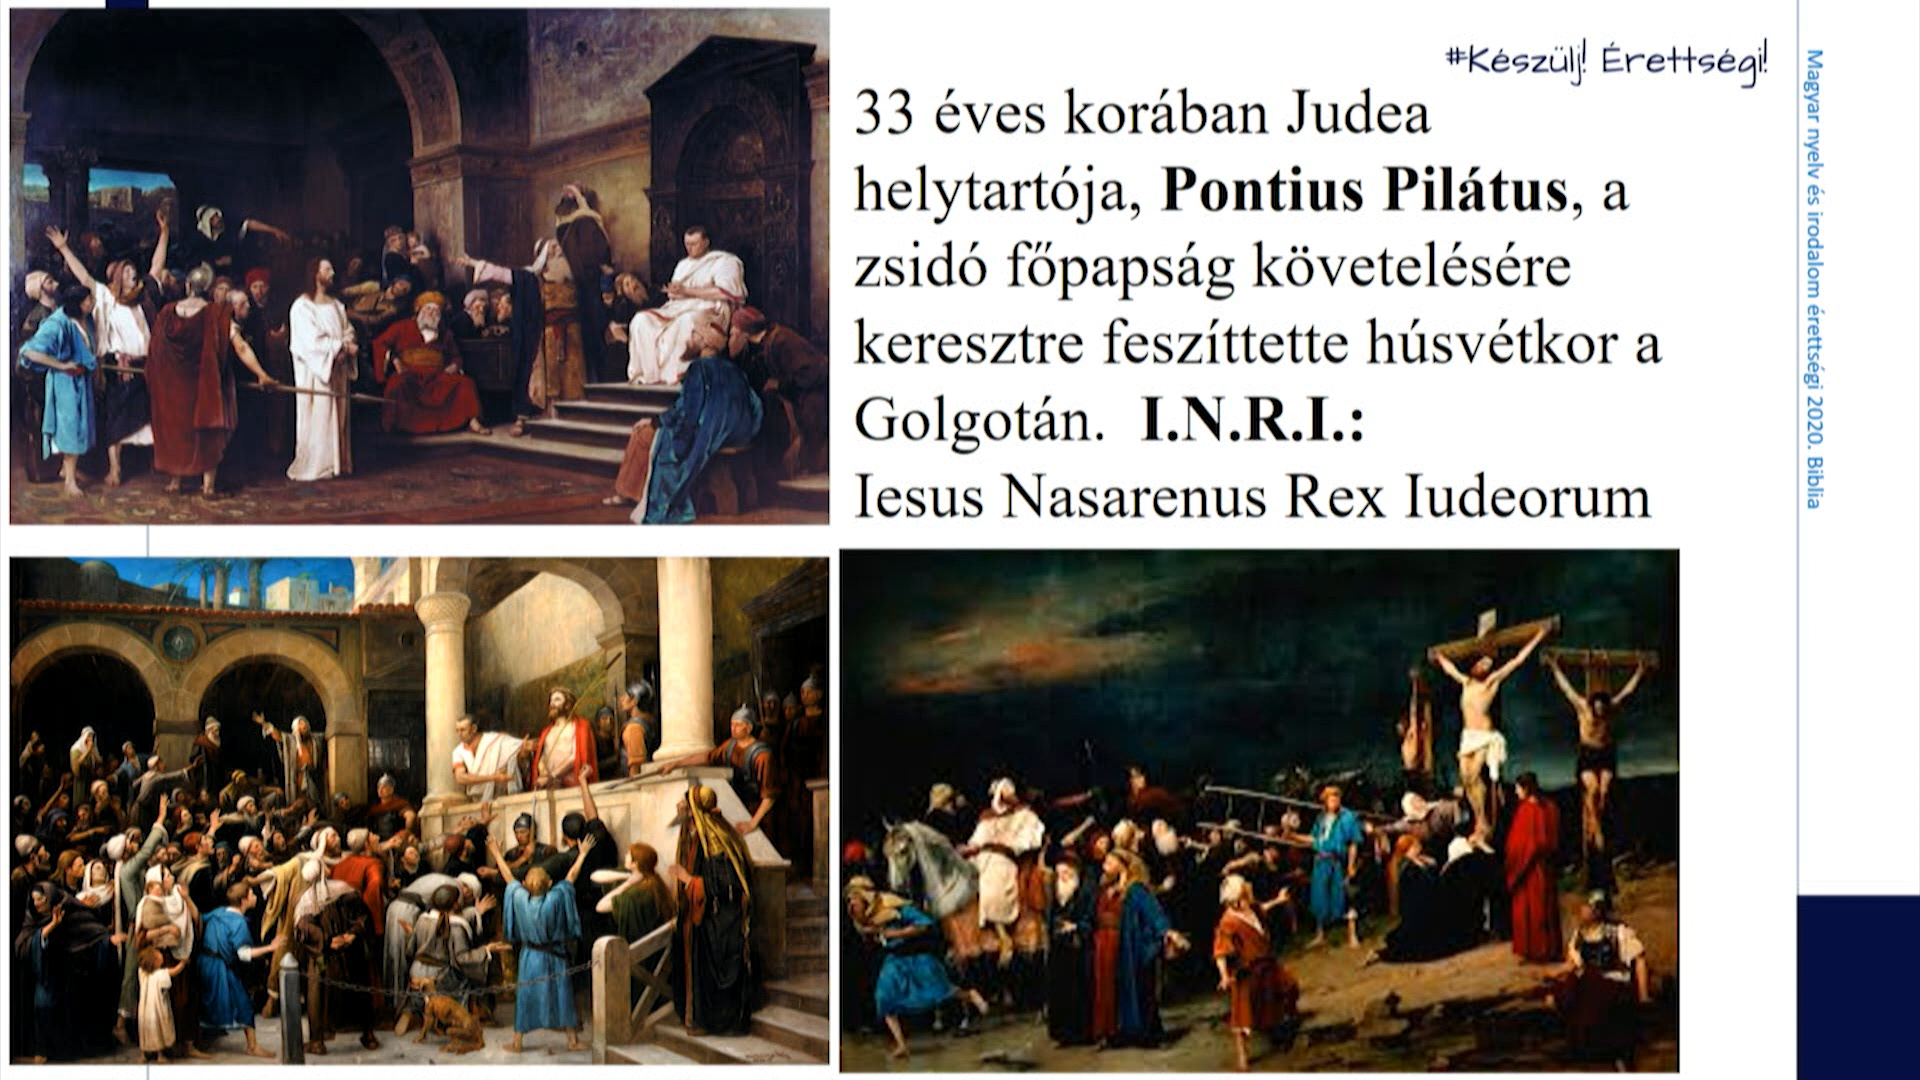 #Készülj! Érettségi!
33 éves korában Judea
helytartója, Pontius Pilátus, a
zsidó főpapság követelésére
keresztre feszíttette húsvétkor a
Golgotán. I.N.R.I.:
Iesus Nasarenus Rex Iudeorum
Magyar nyelv és irodalom érettségi 2020. Biblia